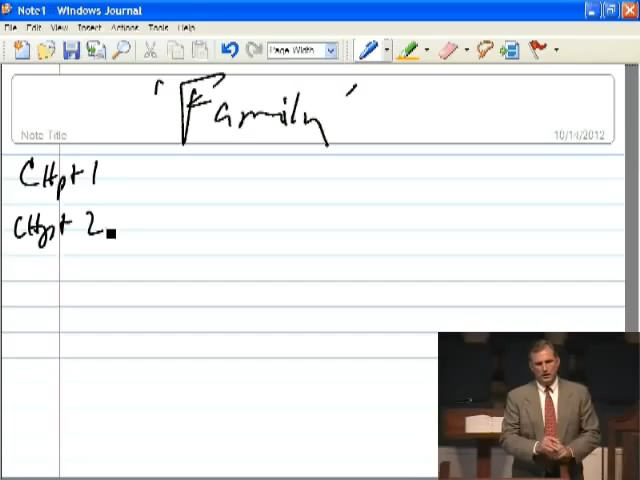 Note1 - Windows Journal
File Edit View Insert Actions Tools Help
Page Width
"Family"
Note Title
10/14/2012
CHpt 1
CHpt 2